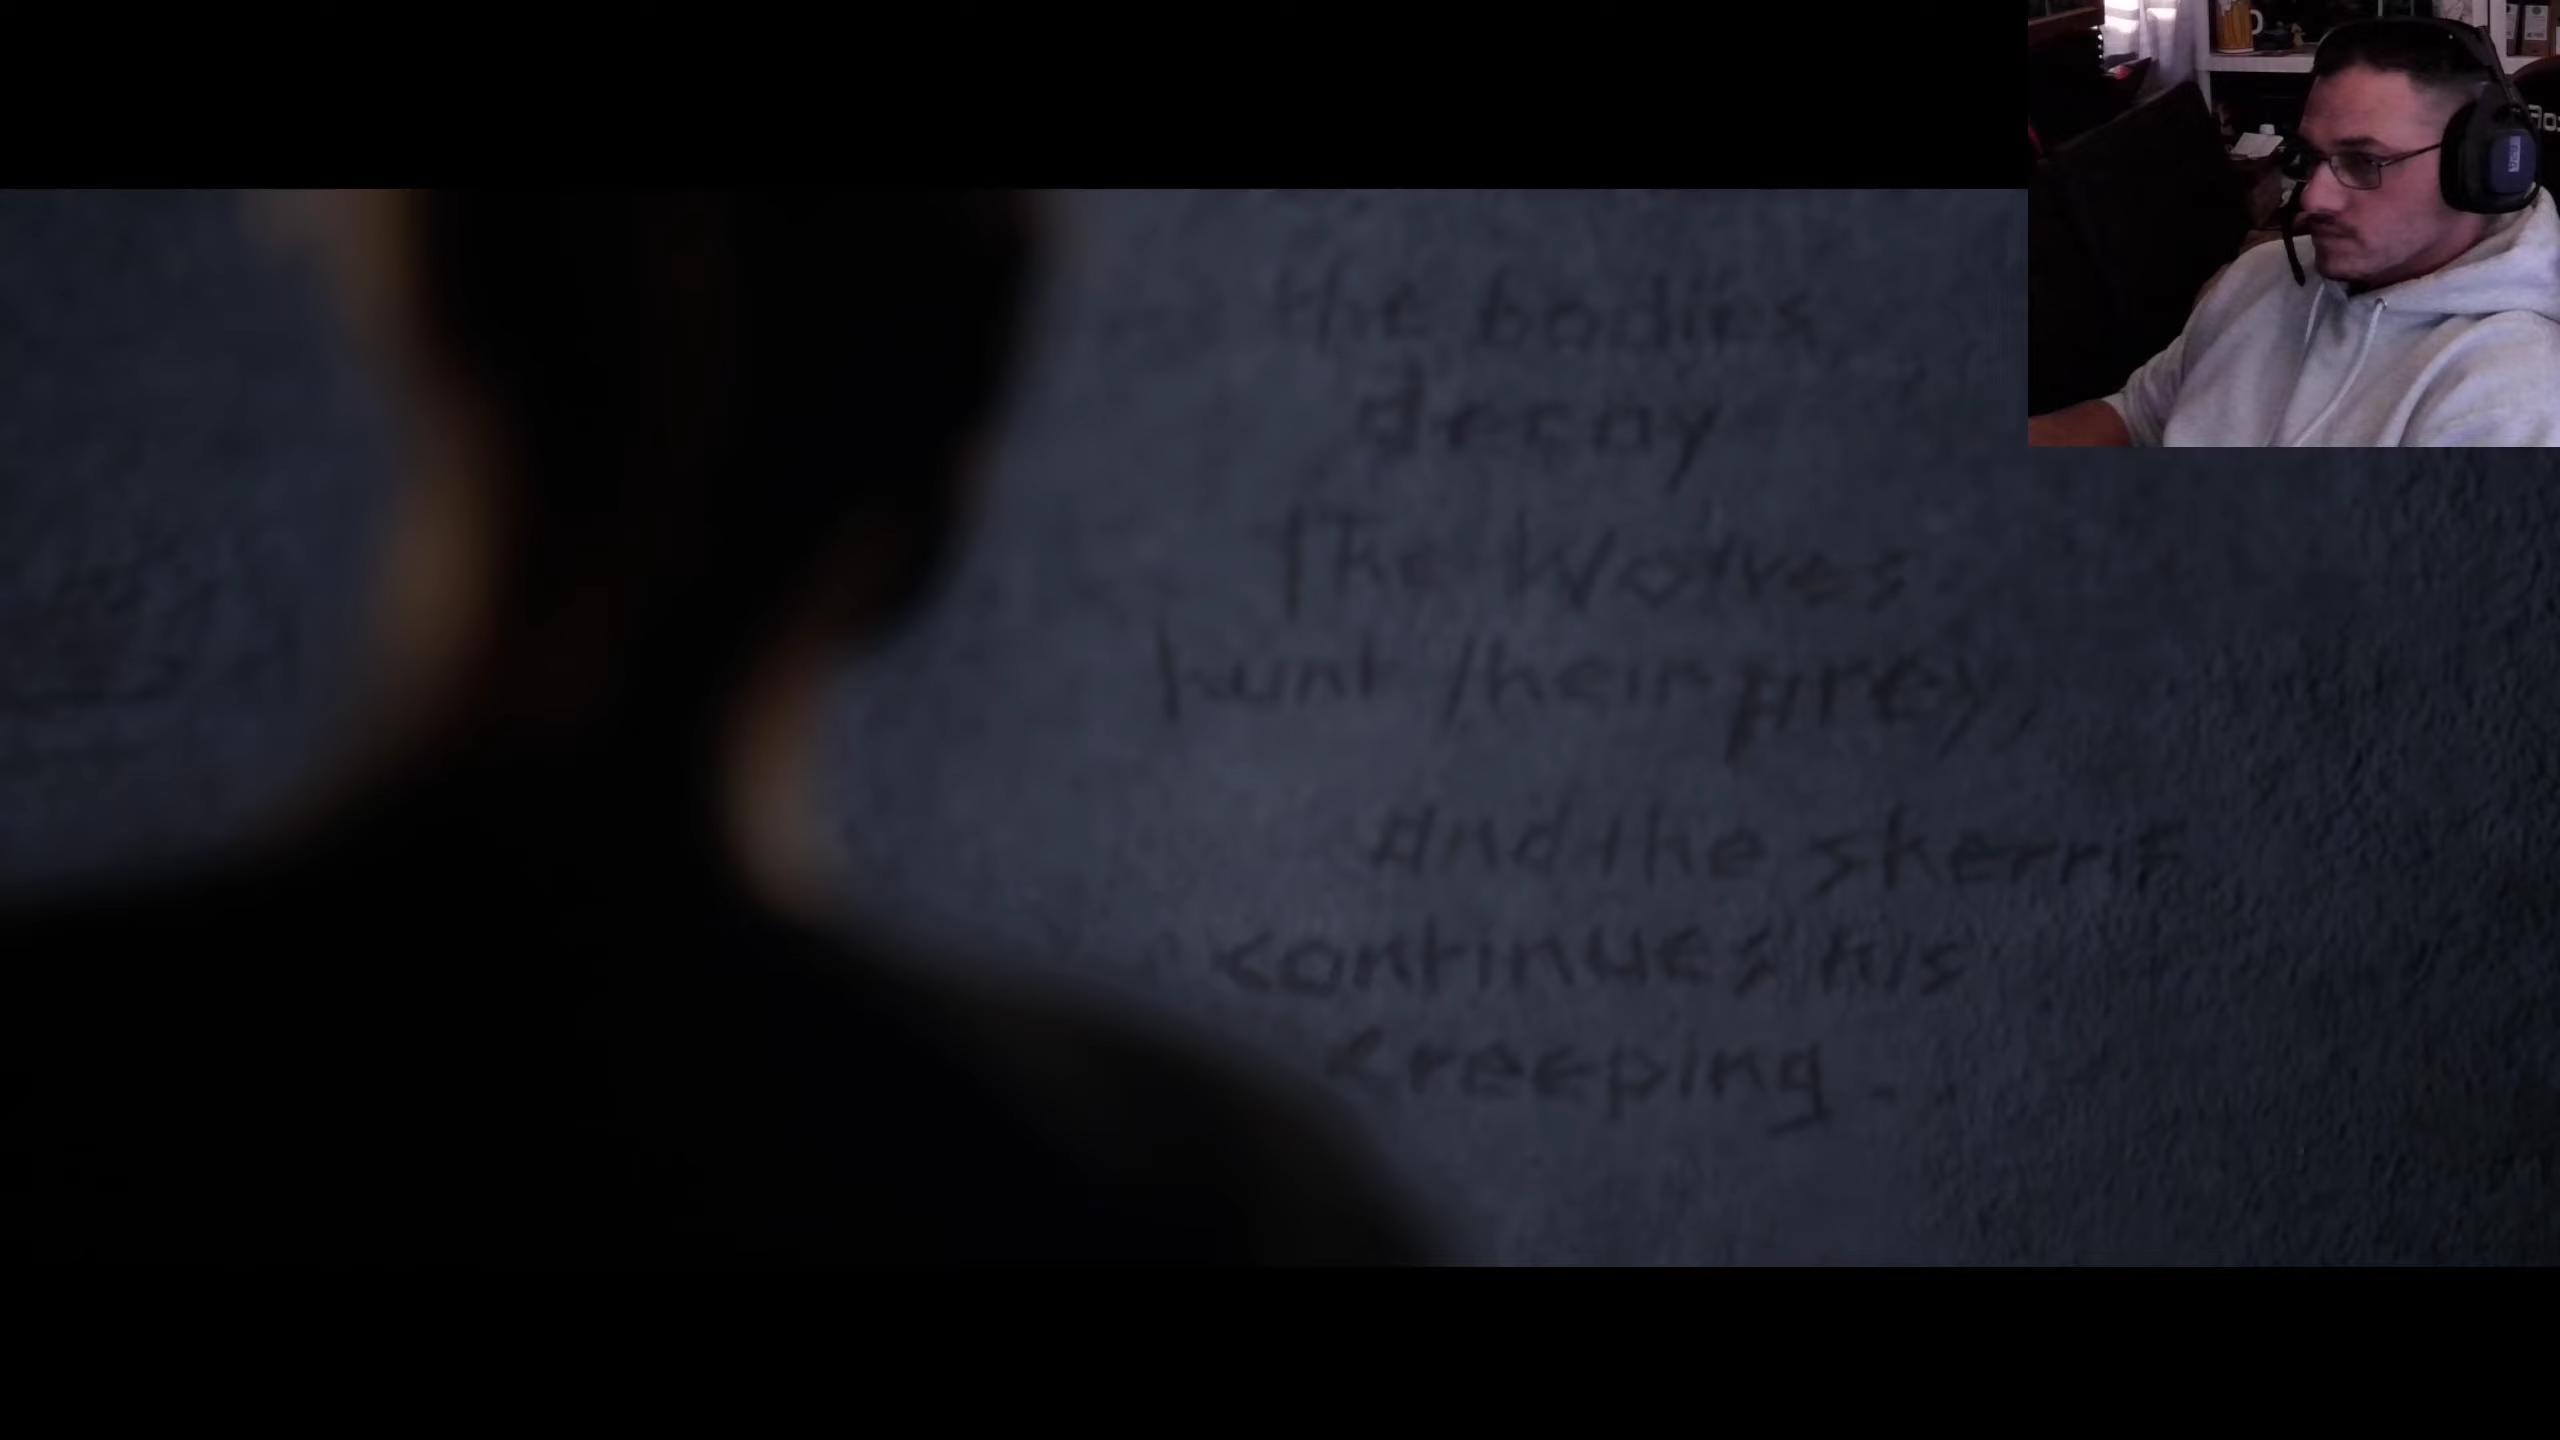 the bodies
decay
The Wolves
hunt their prey,
And the sherrif
continues his
creeping..